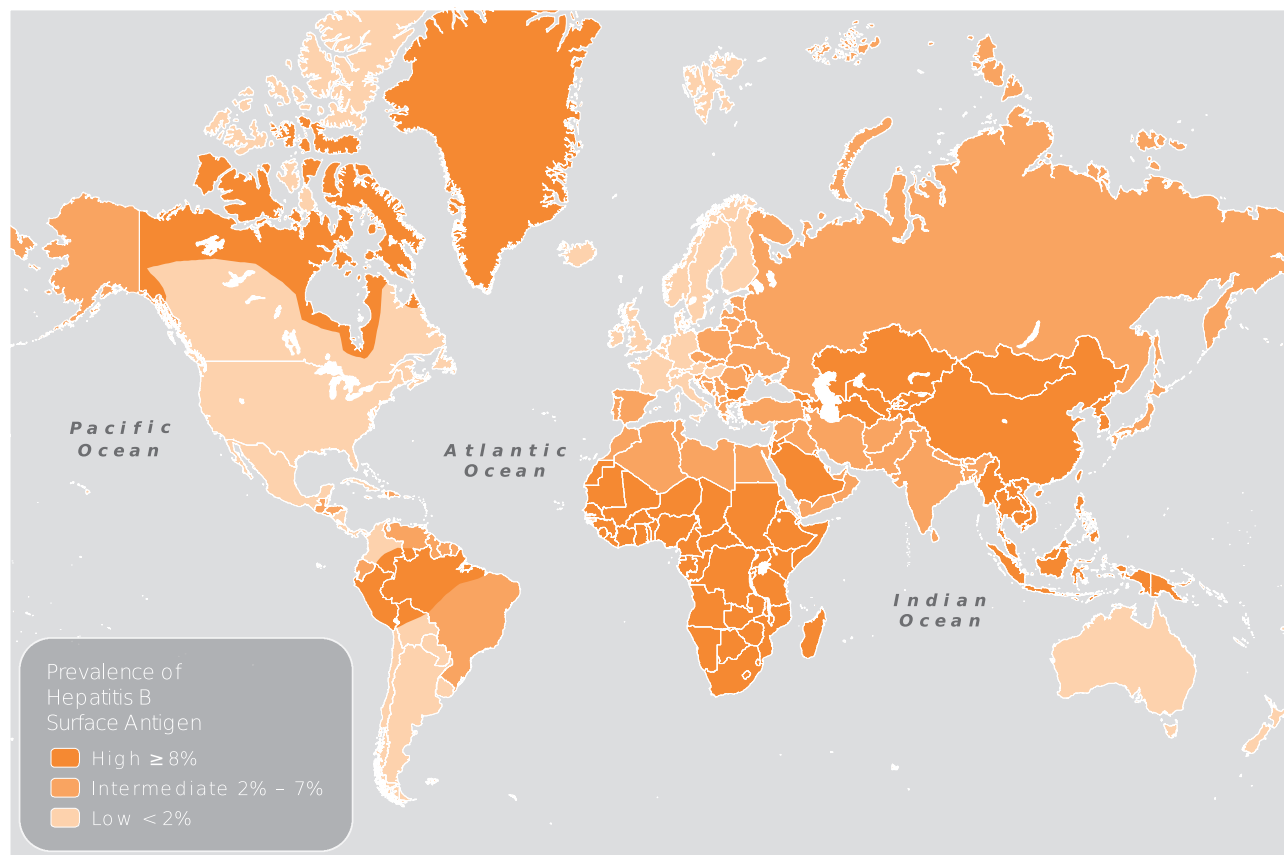 Pacific
Ocean
Atlantic
Ocean
Indian
Ocean
Prevalence of
Hepatitis B
Surface Antigen
High ≥ 8%
Intermediate 2% – 7%
Low < 2%